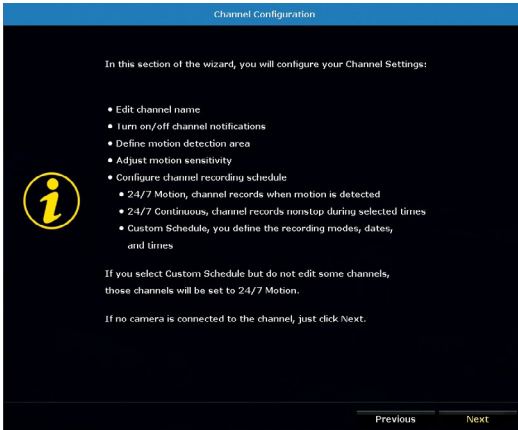 Channel Configuration
In this section of the wizard, you will configure your Channel Settings:
• Edit channel name
• Turn on/off channel notifications
• Define motion detection area
• Adjust motion sensitivity
• Configure channel recording schedule
• 24/7 Motion, channel records when motion is detected
• 24/7 Continuous, channel records nonstop during selected times
• Custom Schedule, you define the recording modes, dates,
and times
If you select Custom Schedule but do not edit some channels,
those channels will be set to 24/7 Motion.
If no camera is connected to the channel, just click Next.
Previous Next